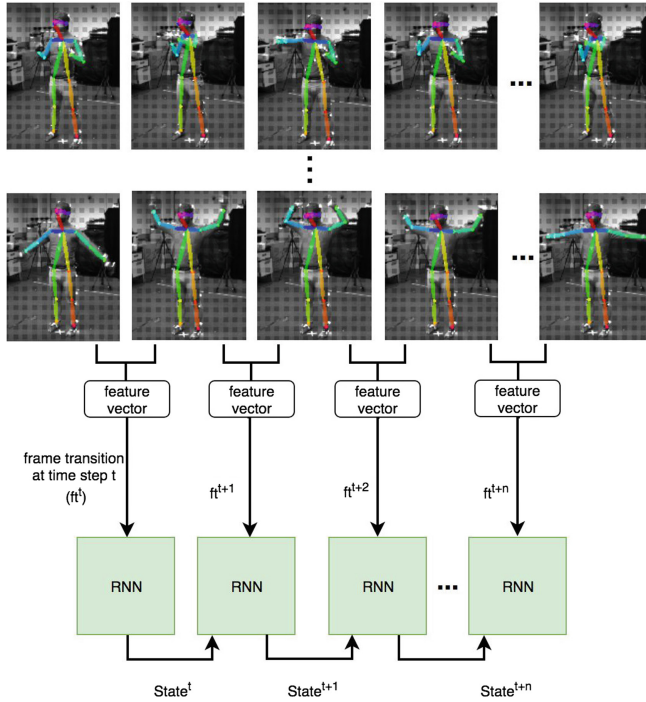 feature
vector
feature
vector
feature
vector
feature
vector
frame transition
at time step t
(ft^t)
ft^t+1
ft^t+2
ft^t+n
RNN
RNN
RNN
RNN
State^t
State^t+1
State^t+n